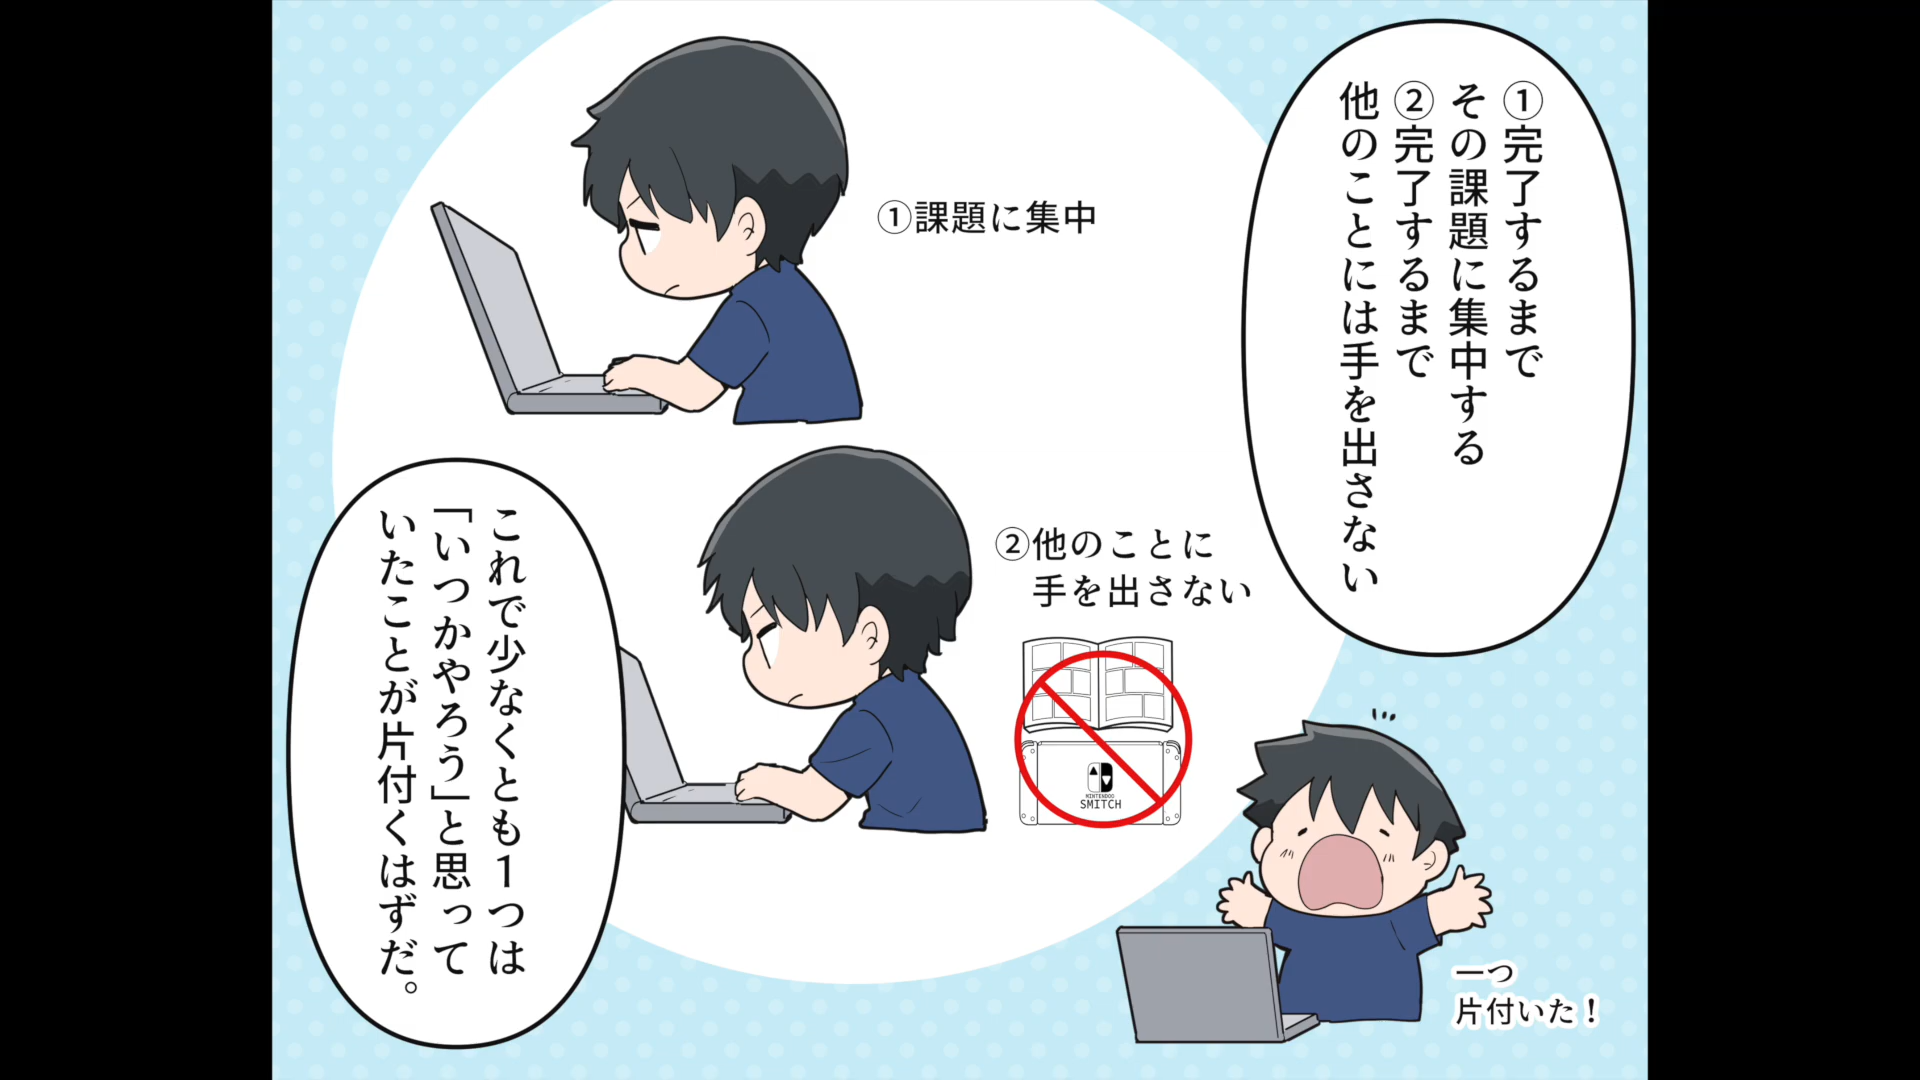 ①完了するまで
その課題に集中する
②完了するまで
他のことには手を出さない
①課題に集中
②他のことに
手を出さない
NINTENDOO
SMITCH
これで少なくとも1つは
「いつかやろう」と思って
いたことが片付くはずだ。
一つ
片付いた！